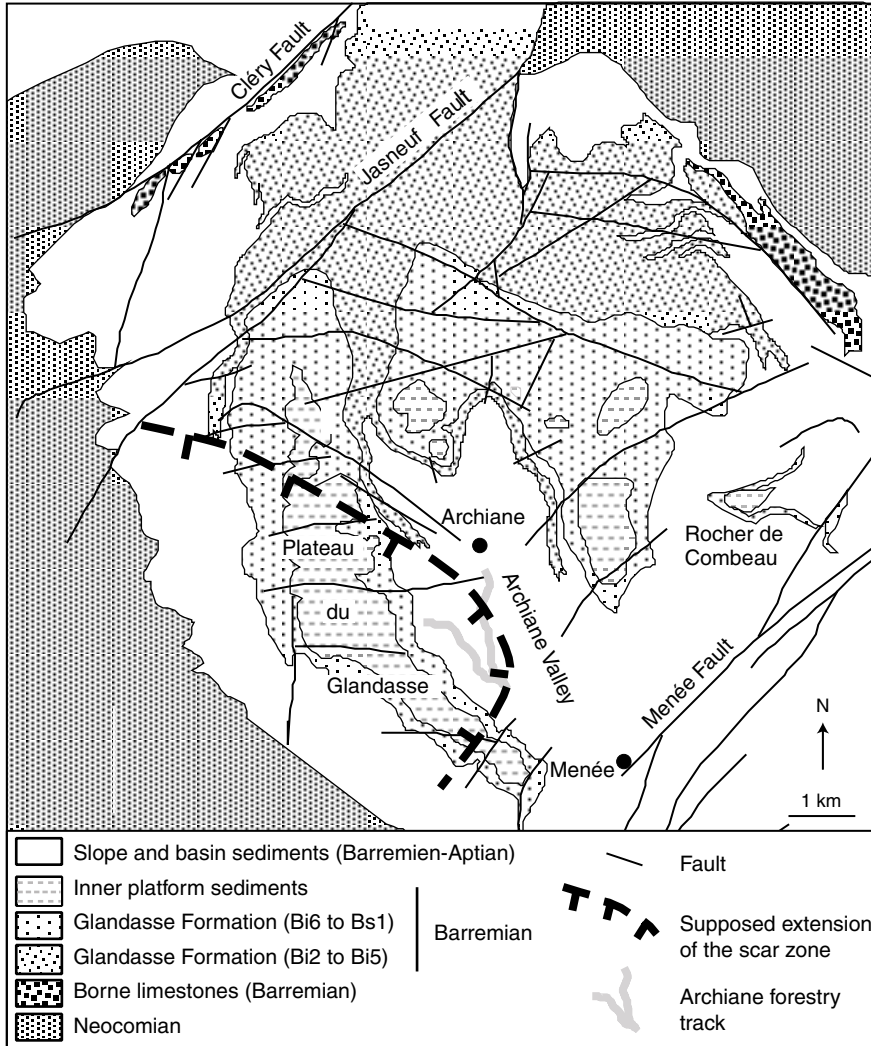 Cléry Fault
Jasneuf Fault
Archiane
Plateau
Rocher de
Combeau
du
Archiane Valley
Glandasse
Menée Fault
N
Menée
1 km
Slope and basin sediments (Barremien-Aptian)
Inner platform sediments
Glandasse Formation (Bi6 to Bs1)
Glandasse Formation (Bi2 to Bi5)
Borne limestones (Barremian)
Neocomian
Barremian
Fault
Supposed extension
of the scar zone
Archiane forestry
track